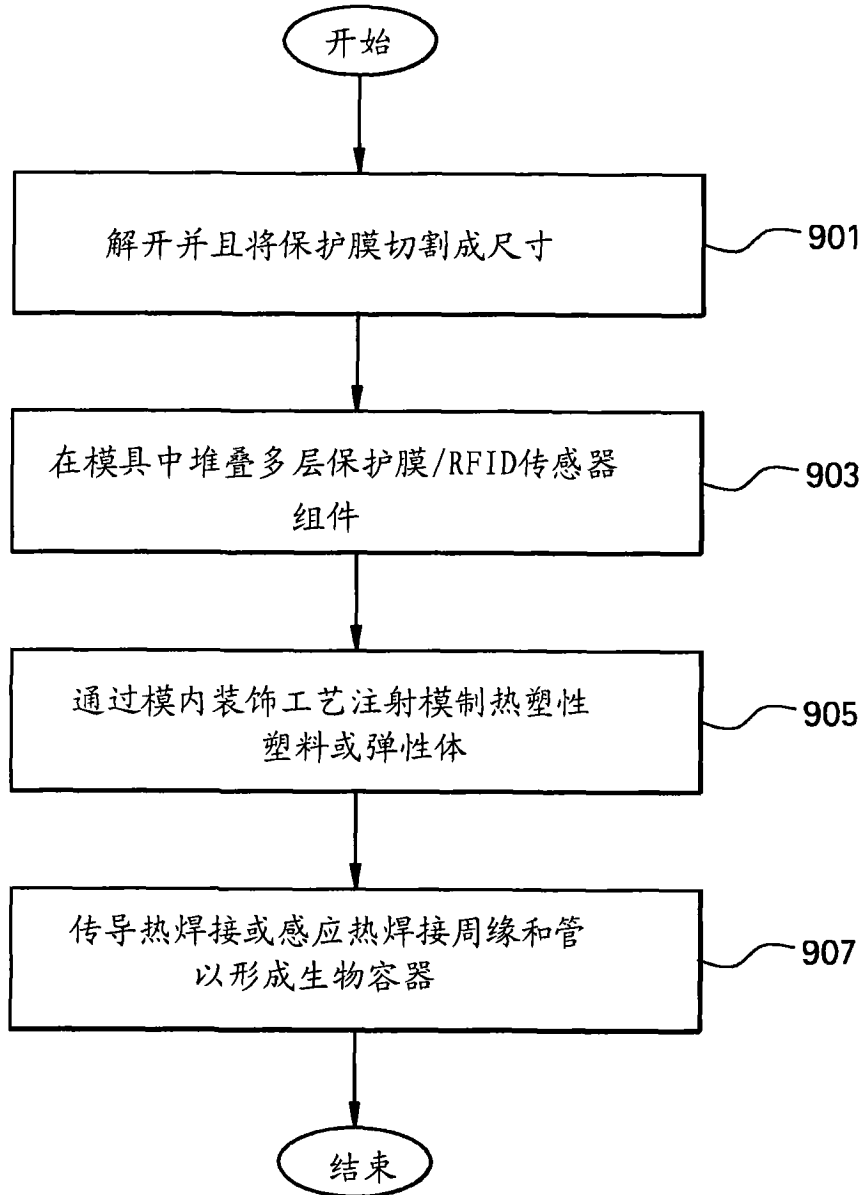 开始
解开并且将保护膜切割成尺寸
901
在模具中堆叠多层保护膜/RFID传感器
组件
903
通过模内装饰工艺注射模制热塑性
塑料或弹性体
905
传导热焊接或感应热焊接周缘和管
以形成生物容器
907
结束